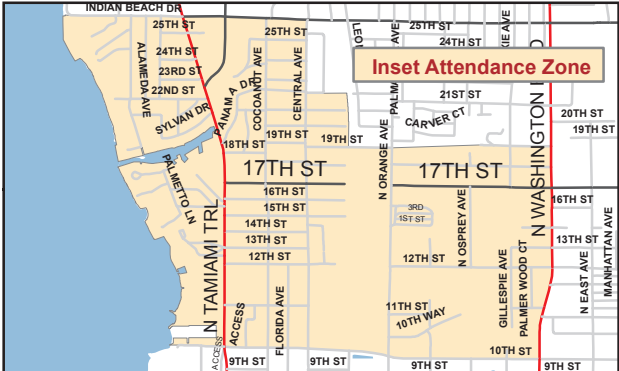 INDIAN BEACH DR
25TH ST
25TH ST
25TH ST
24TH ST
24TH ST
23RD ST
22ND ST
21ST ST
ALAMEDA AVE
SYLVAN DR
PANAMA DR
COCOANUT AVE
CENTRAL AVE
Inset Attendance Zone
CARVER CT
20TH ST
19TH ST
19TH ST
19TH ST
18TH ST
17TH ST
17TH ST
N ORANGE AVE
N WASHINGTON
PALMETTO LN
N TAMIAMI TRL
16TH ST
16TH ST
15TH ST
14TH ST
13TH ST
13TH ST
12TH ST
12TH ST
3RD
1ST ST
N OSPREY AVE
GILLESPIE AVE
PALMER WOOD CT
N EAST AVE
MANHATTAN AVE
11TH ST
10TH WAY
10TH ST
ACCESS
ACCESS
FLORIDA AVE
9TH ST
9TH ST
9TH ST
9TH ST